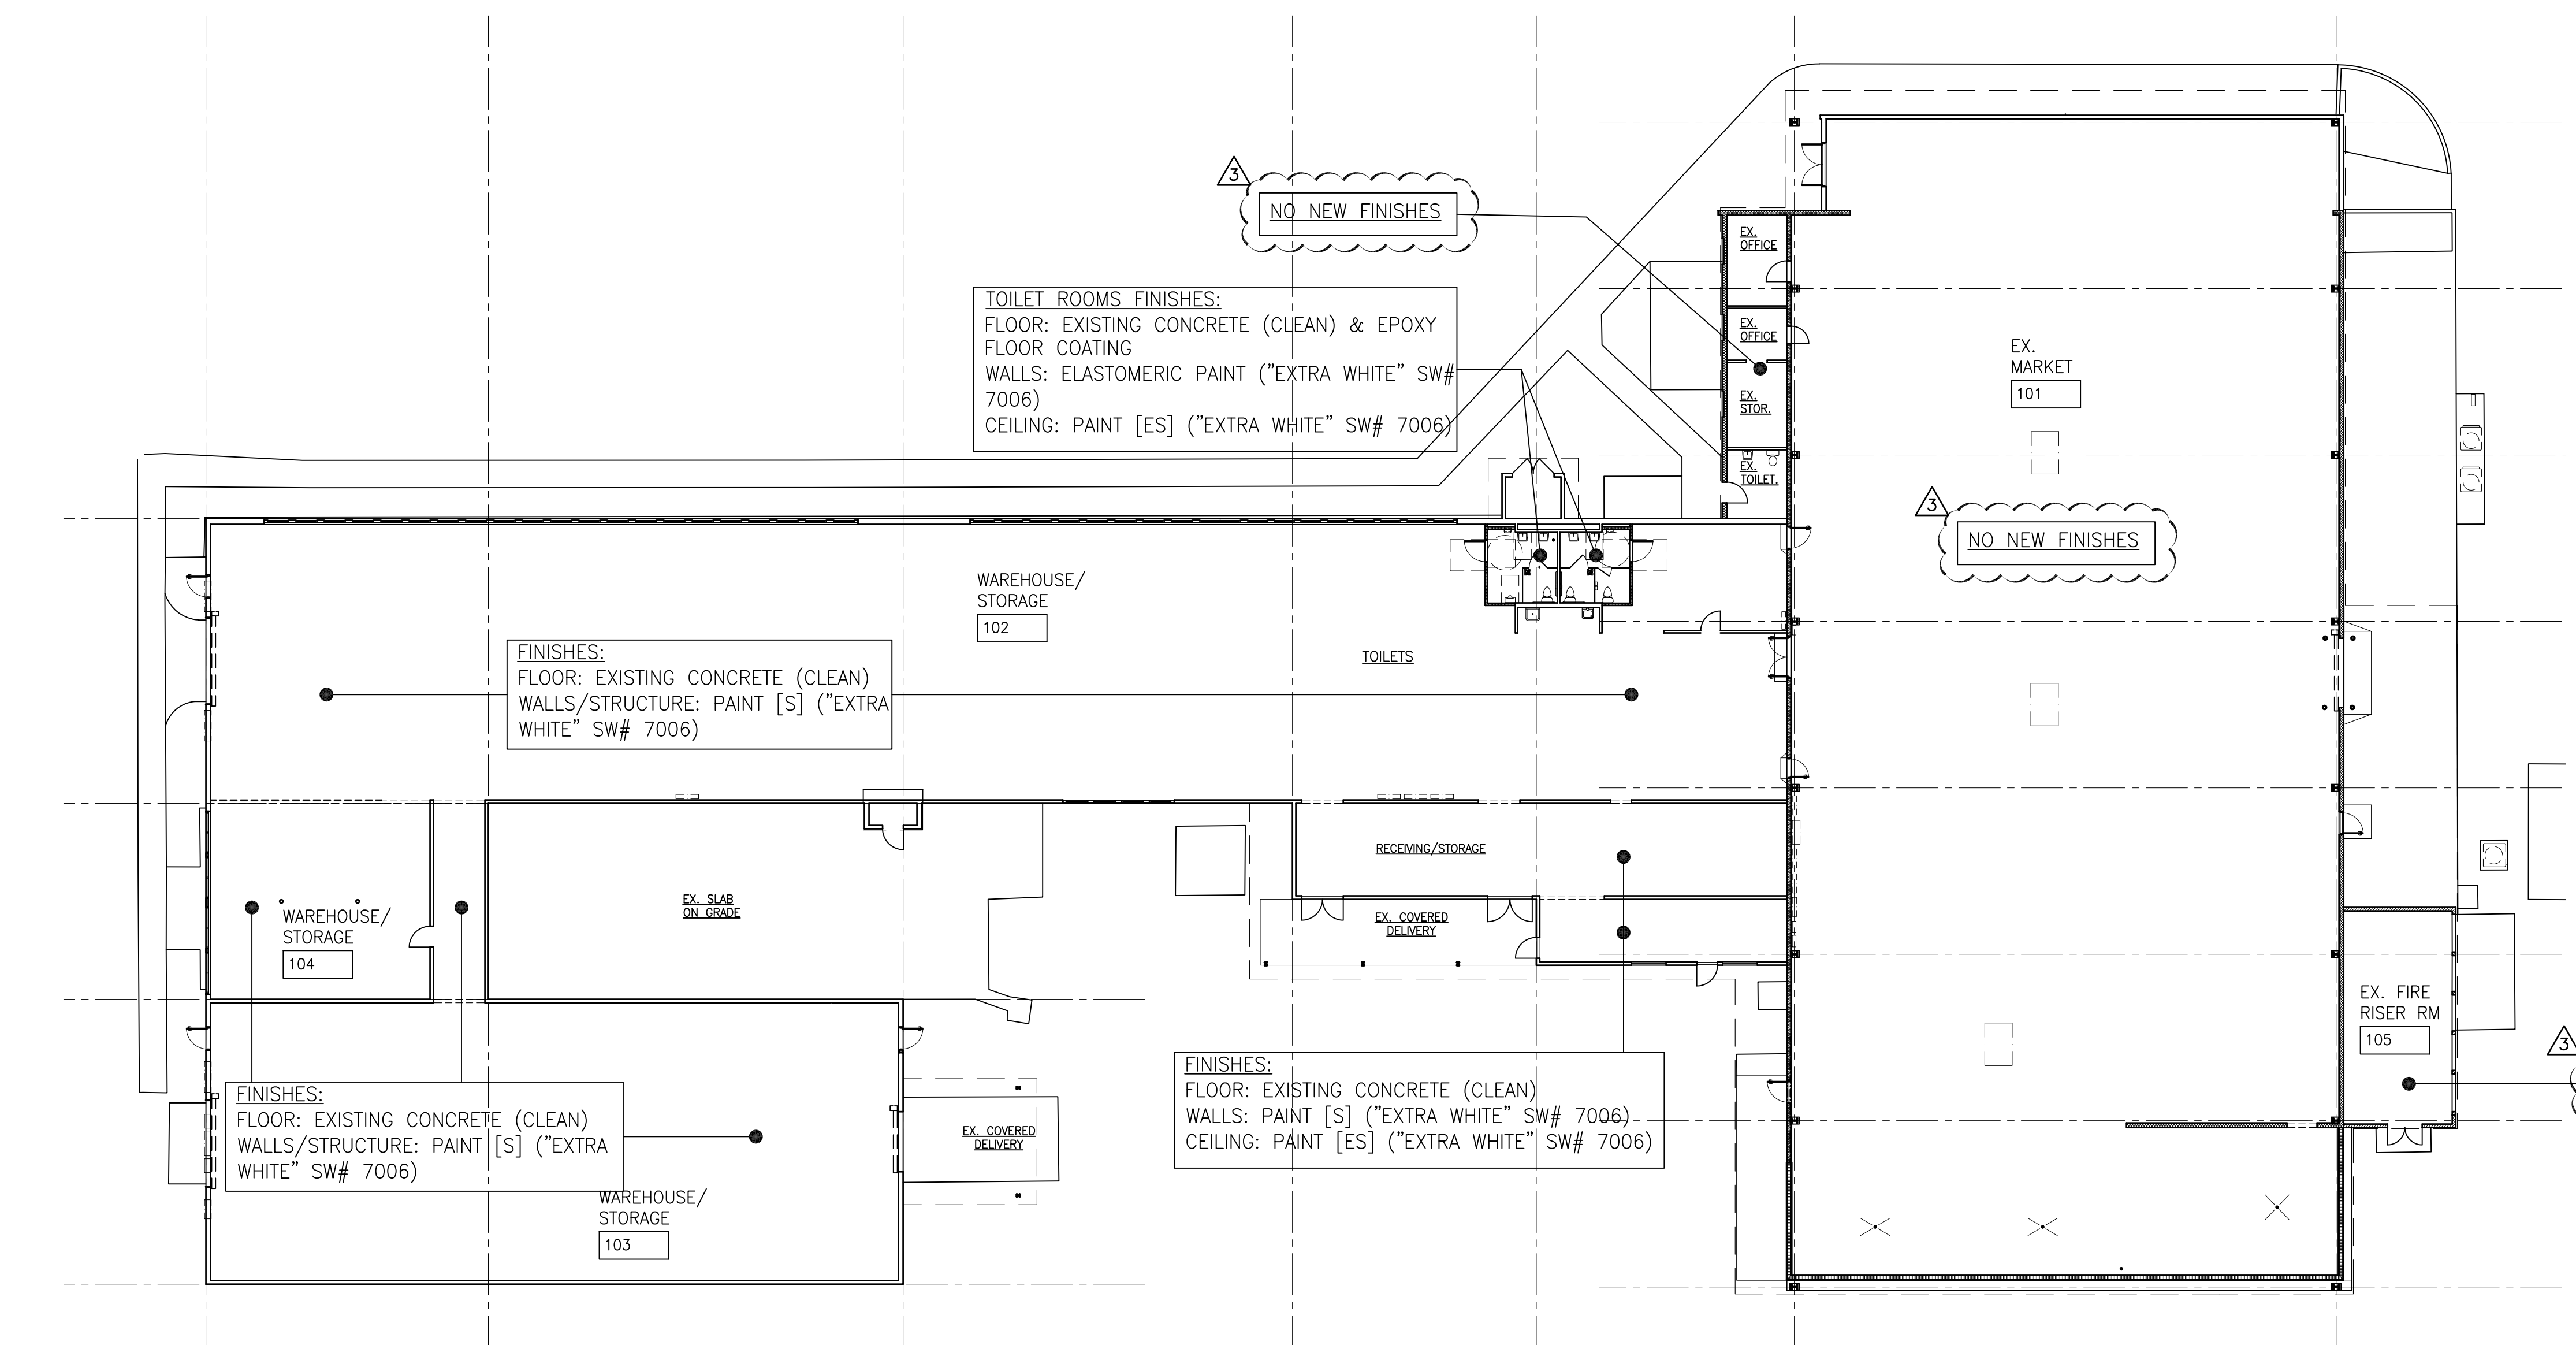 3
NO NEW FINISHES
EX.
OFFICE
TOILET ROOMS FINISHES:
FLOOR: EXISTING CONCRETE (CLEAN) & EPOXY
FLOOR COATING
WALLS: ELASTOMERIC PAINT ("EXTRA WHITE" SW#
7006)
CEILING: PAINT [ES] ("EXTRA WHITE" SW# 7006)
EX.
OFFICE
EX.
STOR.
EX.
TOILET.
EX.
MARKET
101
3
NO NEW FINISHES
WAREHOUSE/
STORAGE
102
TOILETS
FINISHES:
FLOOR: EXISTING CONCRETE (CLEAN)
WALLS/STRUCTURE: PAINT [S] ("EXTRA
WHITE" SW# 7006)
RECEIVING/STORAGE
EX. SLAB
ON GRADE
EX. COVERED
DELIVERY
WAREHOUSE/
STORAGE
104
EX. FIRE
RISER RM
105
3
FINISHES:
FLOOR: EXISTING CONCRETE (CLEAN)
WALLS: PAINT [S] ("EXTRA WHITE" SW# 7006)
CEILING: PAINT [ES] ("EXTRA WHITE" SW# 7006)
FINISHES:
FLOOR: EXISTING CONCRETE (CLEAN)
WALLS/STRUCTURE: PAINT [S] ("EXTRA
WHITE" SW# 7006)
EX. COVERED
DELIVERY
WAREHOUSE/
STORAGE
103